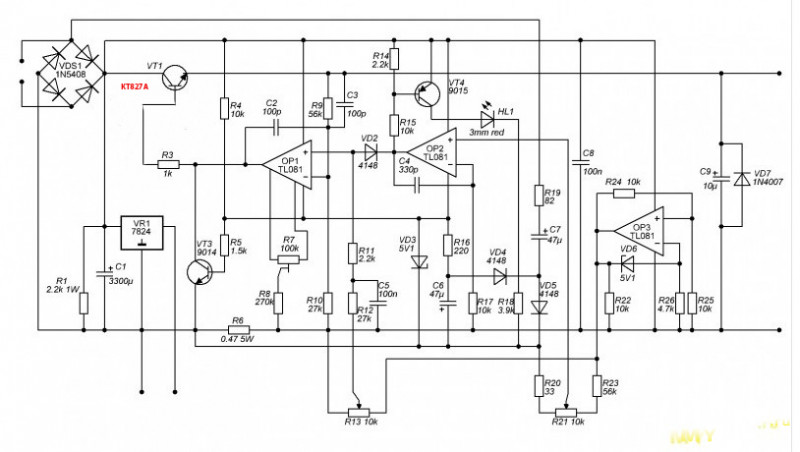 VDS1
1N5408
VT1
КТ827А
R4
10k
C2
100p
R9
56k
C3
100p
R14
2.2k
VT4
9015
HL1
3mm red
R15
10k
VD2
4148
OP1
TL081
OP2
TL081
C4
330p
C8
100n
R3
1k
R19
82
R24 10k
C9
10µ
VD7
1N4007
OP3
TL081
VR1
7824
VT3
9014
R5
1.5k
R7
100k
R11
2.2k
VD3
5V1
R16
220
C7
47µ
VD4
4148
VD6
5V1
R1
2.2k 1W
C1
3300µ
R8
270k
R10
27k
C5
100n
R12
27k
C6
47µ
R17
10k
R18
3.9k
VD5
4148
R22
10k
R26
4.7k
R25
10k
R6
0.47 5W
R13 10k
R20
33
R21 10k
R23
56k